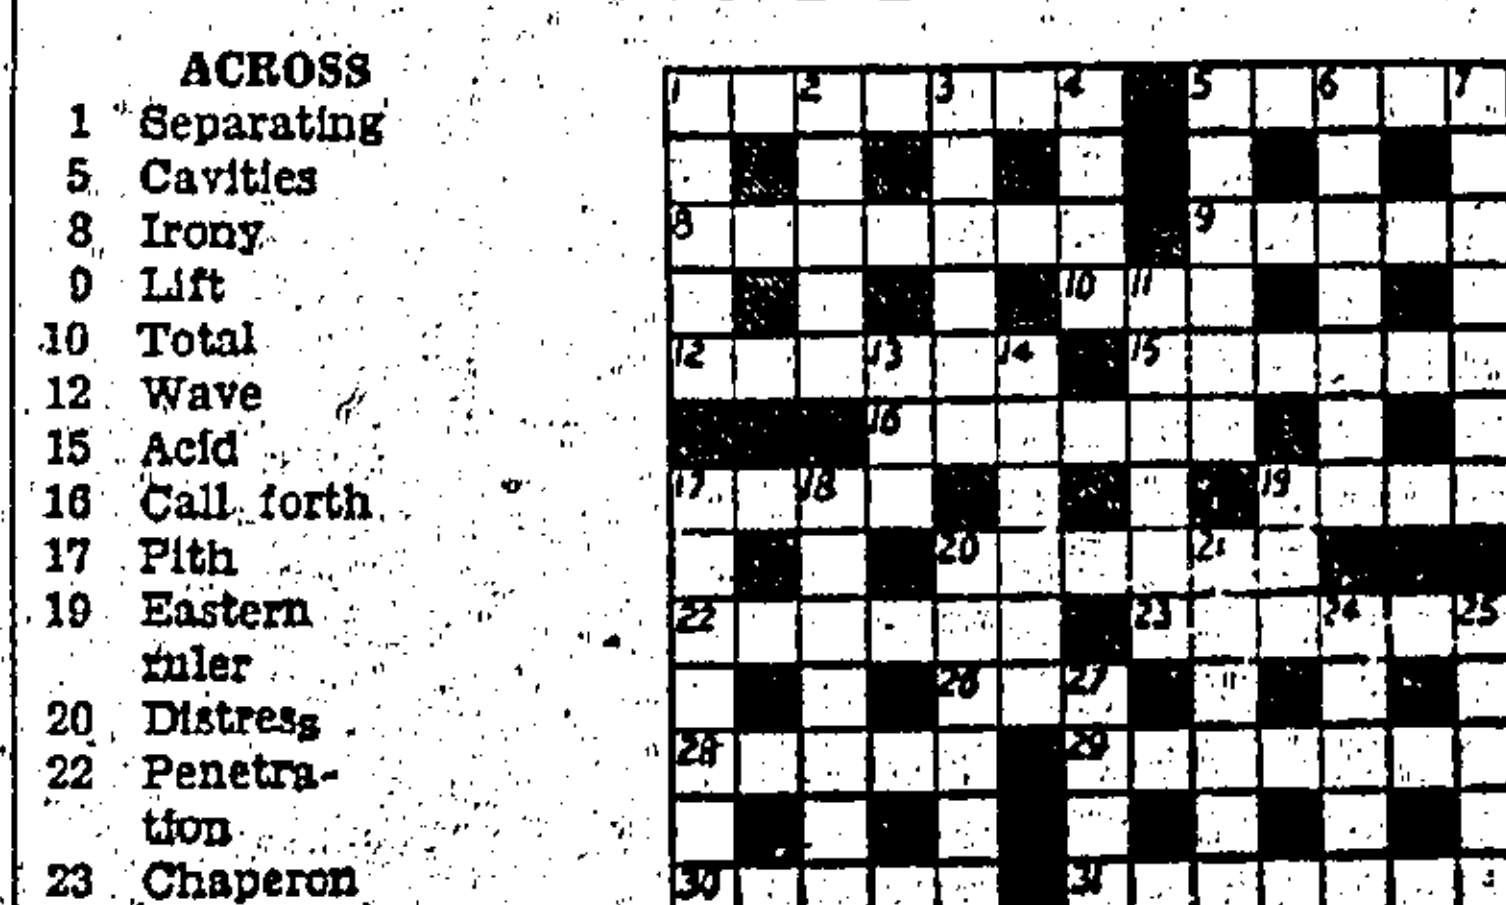 ACROSS
1 Separating
5 Cavities
8 Irony
9 Lift
10 Total
12 Wave
15 Acid
16 Call forth
17 Pith
19 Eastern
ruler
20 Distress
22 Penetra-
tion
23 Chaperon
1 2 3 4 5 6 7
8 9
10 11
12 13 14 15
16
17 18 19
20 21
22 23 24 25
26 27
28 29
30 31